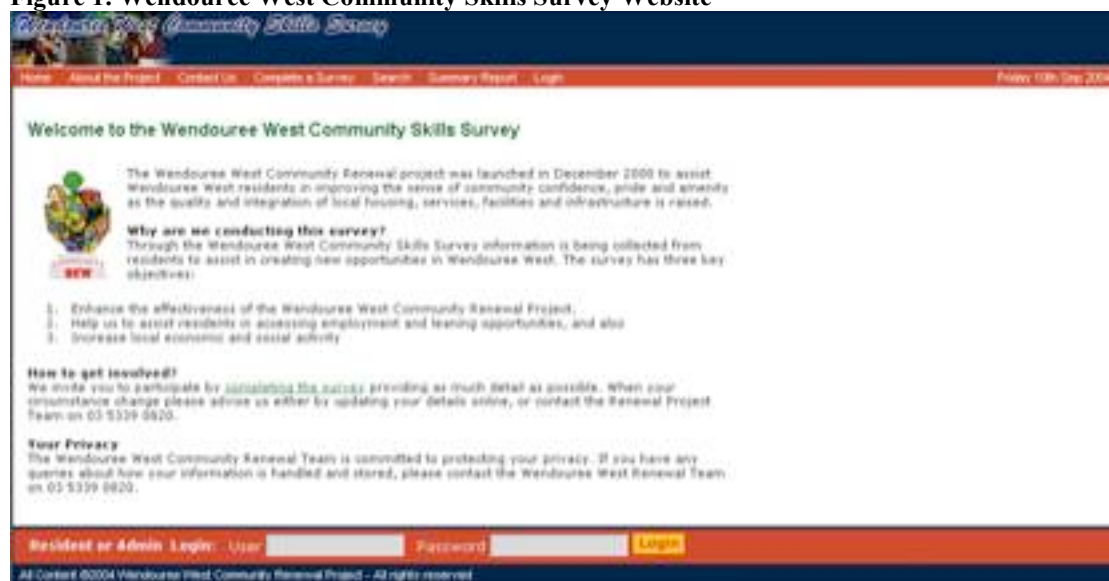 Figure 1. Wendouree West Community Skills Survey Website
Wendouree West Community Skills Survey
Home About the Project Contact Us Complete a Survey Search Summary Report Login Friday 10th Sep 2004
Welcome to the Wendouree West Community Skills Survey
The Wendouree West Community Renewal project was launched in December 2000 to assist
Wendouree West residents in improving the sense of community confidence, pride and amenity
as the quality and integration of local housing, services, facilities and infrastructure is raised.
Why are we conducting this survey?
Through the Wendouree West Community Skills Survey information is being collected from
residents to assist in creating new opportunities in Wendouree West. The survey has three key
objectives:
NEW
1. Enhance the effectiveness of the Wendouree West Community Renewal Project,
2. Help us to assist residents in accessing employment and leaning opportunities, and also
3. Increase local economic and social activity
How to get involved?
We invite you to participate by completing the survey providing as much detail as possible. When your
circumstance change please advise us either by updating your details online, or contact the Renewal Project
Team on 03 5339 0820.
Your Privacy
The Wendouree West Community Renewal Team is committed to protecting your privacy. If you have any
queries about how your information is handled and stored, please contact the Wendouree West Renewal Team
on 03 5339 0820.
Resident or Admin Login: User Password Login
All Content ©2004 Wendouree West Community Renewal Project - All rights reserved